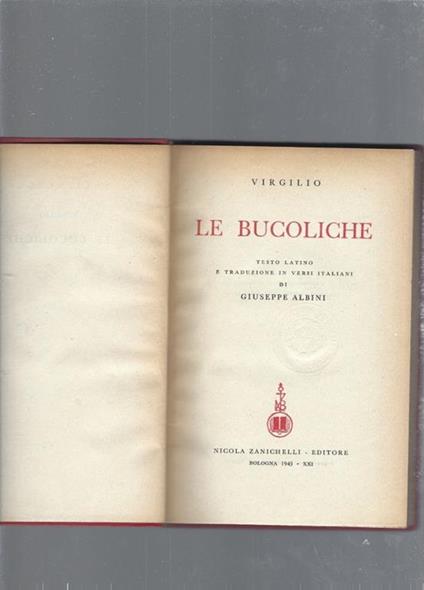 VIRGILIO
LE BUCOLICHE
TESTO LATINO
E TRADUZIONE IN VERSI ITALIANI
DI
GIUSEPPE ALBINI
NICOLA ZANICHELLI - EDITORE
BOLOGNA 1943 - XXI